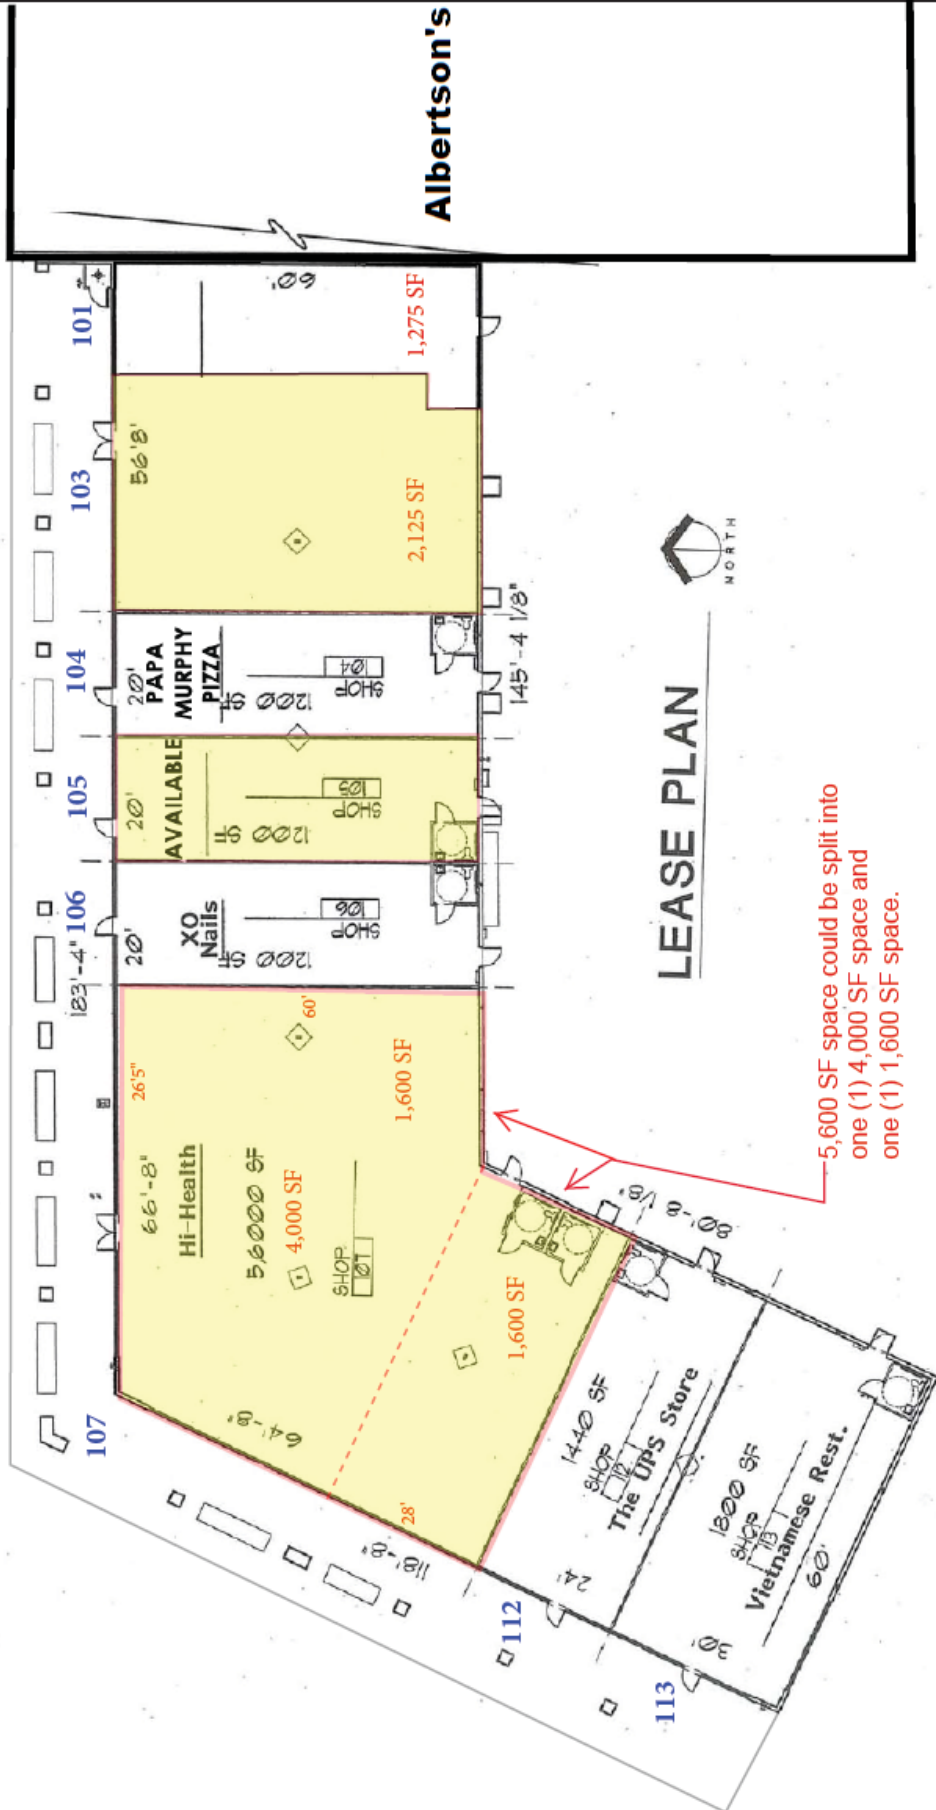 Albertson's
101
60'
1,275 SF
103
56'8'
2,125 SF
104
20'
PAPA
MURPHY
PIZZA
1200 SF
SHOP
104
145'-4 1/8"
NORTH
105
20'
AVAILABLE
1200 SF
SHOP
105
106
20'
XO
Nails
1200 SF
SHOP
106
183'-4"
LEASE PLAN
26'5"
60'
1,600 SF
66'-8"
Hi-Health
56000 SF
4,000 SF
SHOP
107
1,600 SF
64'-8"
28'
107
118'-8"
80'-8 1/8"
5,600 SF space could be split into
one (1) 4,000 SF space and
one (1) 1,600 SF space.
112
24'
1440 SF
SHOP
112
The UPS Store
113
30'
1800 SF
SHOP
113
Vietnamese Rest.
60'